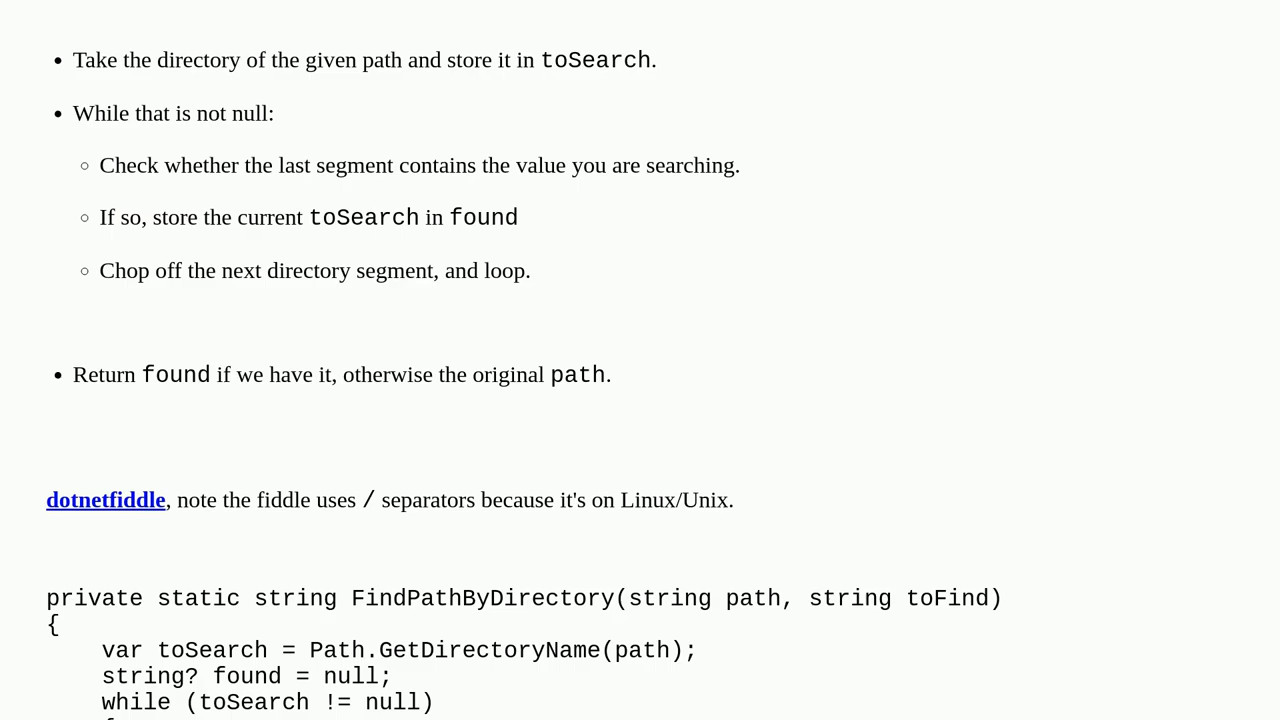 Take the directory of the given path and store it in toSearch.
While that is not null:
Check whether the last segment contains the value you are searching.
If so, store the current toSearch in found
Chop off the next directory segment, and loop.
Return found if we have it, otherwise the original path.
dotnetfiddle, note the fiddle uses / separators because it's on Linux/Unix.
private static string FindPathByDirectory(string path, string toFind)
{
    var toSearch = Path.GetDirectoryName(path);
    string? found = null;
    while (toSearch != null)